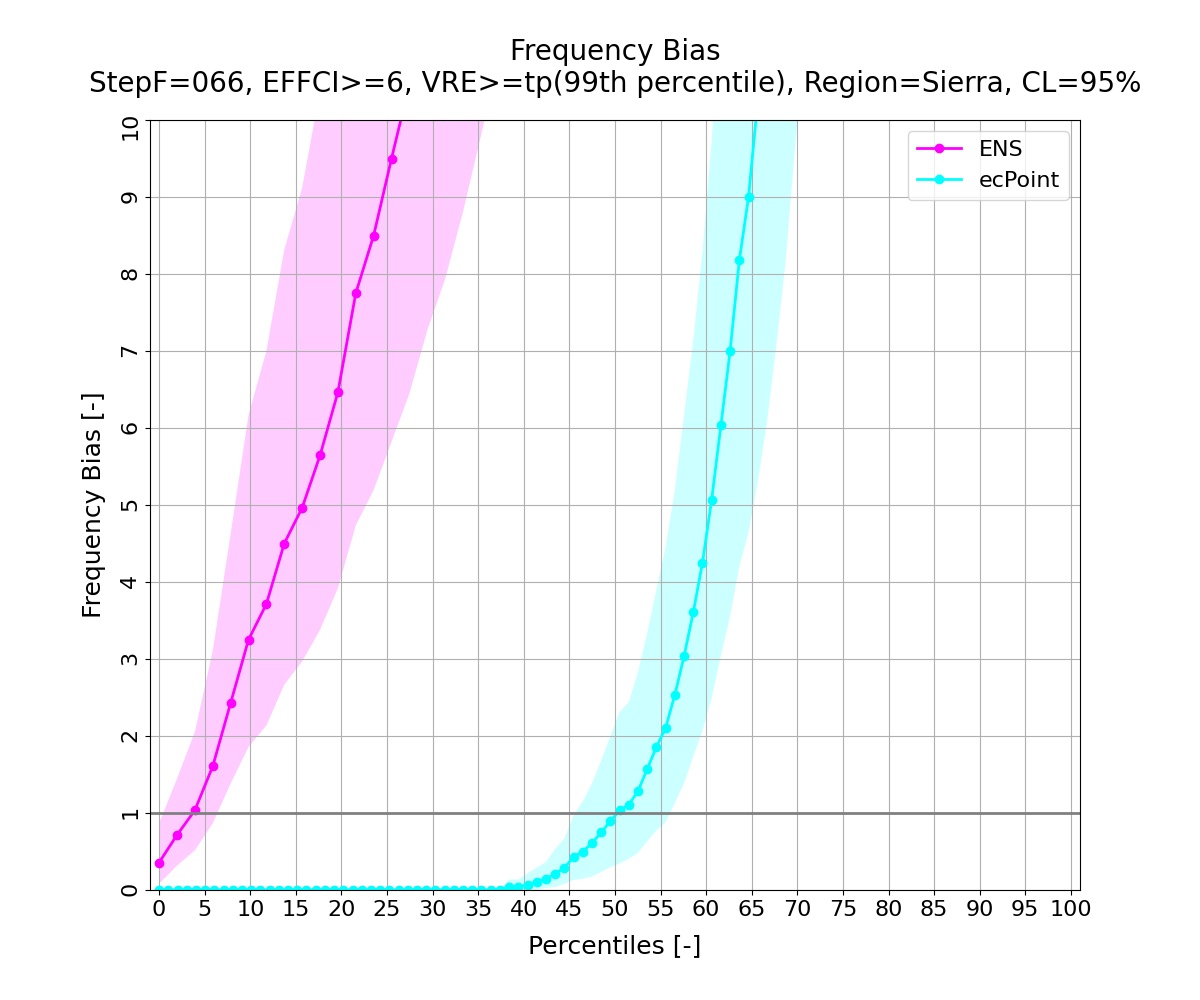 Frequency Bias
StepF=066, EFFCI>=6, VRE>=tp(99th percentile), Region=Sierra, CL=95%
ENS
ecPoint
10
9
8
7
6
5
4
3
2
1
0
Frequency Bias [-]
0 5 10 15 20 25 30 35 40 45 50 55 60 65 70 75 80 85 90 95 100
Percentiles [-]